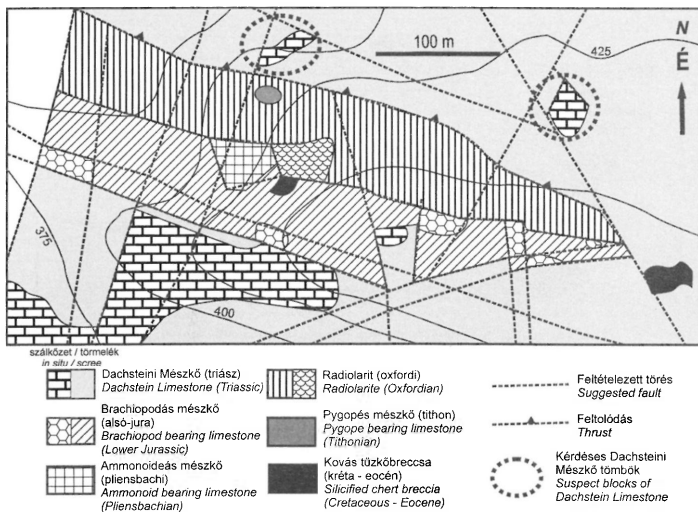 100 m
425
N
É
375
400
szálkőzet / törmelék
in situ / scree
Dachsteini Mészkő (triász)
Dachstein Limestone (Triassic)
Brachiopodás mészkő
(alsó-jura)
Brachiopod bearing limestone
(Lower Jurassic)
Ammonoideás mészkő
(pliensbachi)
Ammonoid bearing limestone
(Pliensbachian)
Radiolarit (oxfordi)
Radiolarite (Oxfordian)
Pygopés mészkő (tithon)
Pygope bearing limestone
(Tithonian)
Kovás tűzkőbreccsa
(kréta - eocén)
Silicified chert breccia
(Cretaceous - Eocene)
Feltételezett törés
Suggested fault
Feltolódás
Thrust
Kérdéses Dachsteini
Mészkő tömbök
Suspect blocks of
Dachstein Limestone